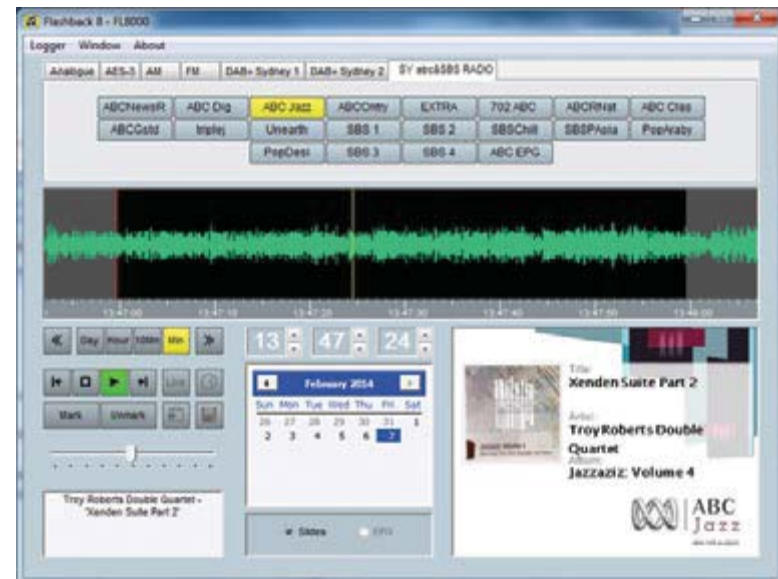 Flashback 8 - FL8000
Logger Window About
Analogue AES-3 AM FM DAB+ Sydney 1 DAB+ Sydney 2 SY abc&SBS RADIO
ABCNewsR ABC Dig ABC Jazz ABCCntry EXTRA 702 ABC ABCRNat ABC Clas
ABCGstd triplej Unearth SBS 1 SBS 2 SBSChill SBSPAsia PopAraby
PopDesi SBS 3 SBS 4 ABC EPG
13:47:00 13:47:10 13:47:20 13:47:30 13:47:40 13:47:50 13:48:00
Day Hour 10Min Min
13 47 24
Live
Mark Unmark
February 2014
Sun Mon Tue Wed Thu Fri Sat
26 27 28 29 30 31 1
2 3 4 5 6 7
Slides EPG
Troy Roberts Double Quartet -
'Xenden Suite Part 2'
Title:
Xenden Suite Part 2
Artist:
Troy Roberts Double
Quartet
Album:
Jazzaziz: Volume 4
ABC
Jazz